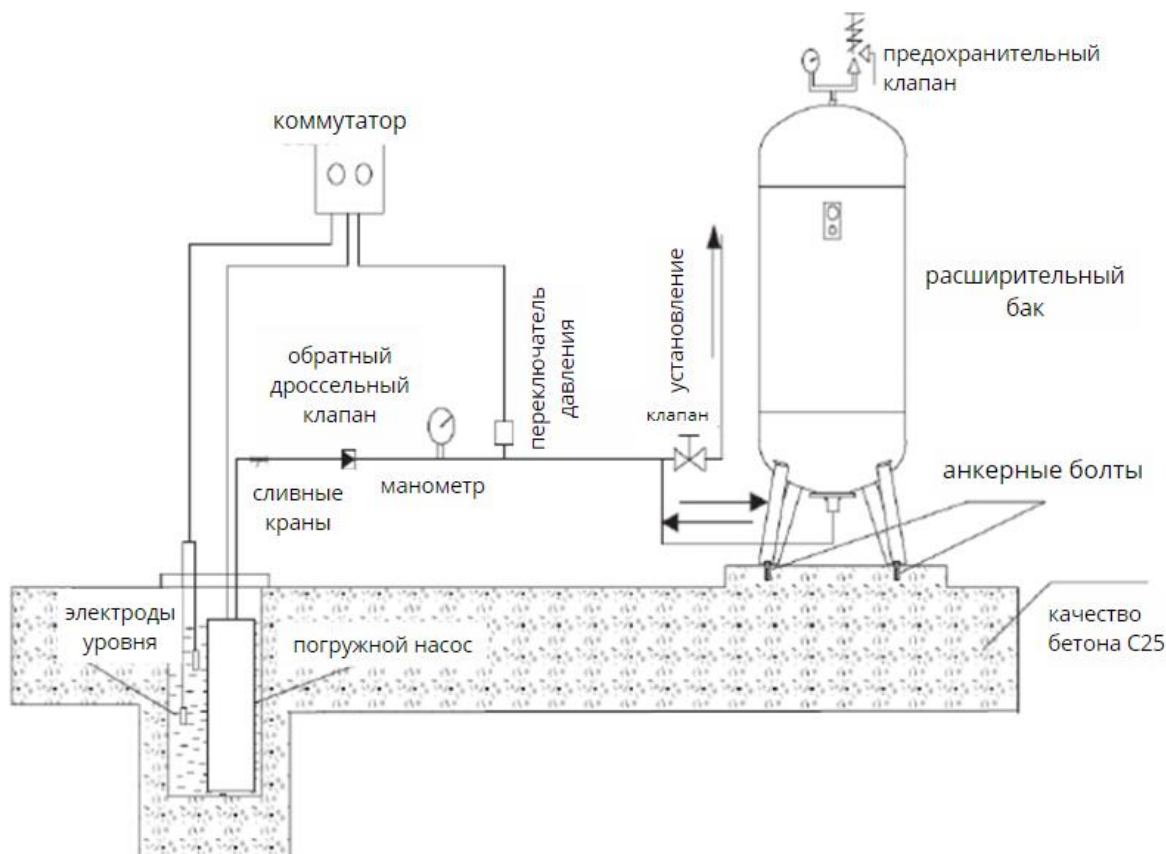 предохранительный
клапан
коммутатор
расширительный
бак
установление
переключатель
давления
обратный
дроссельный
клапан
клапан
манометр
сливные
краны
анкерные болты
электроды
уровня
погружной насос
качество
бетона С25